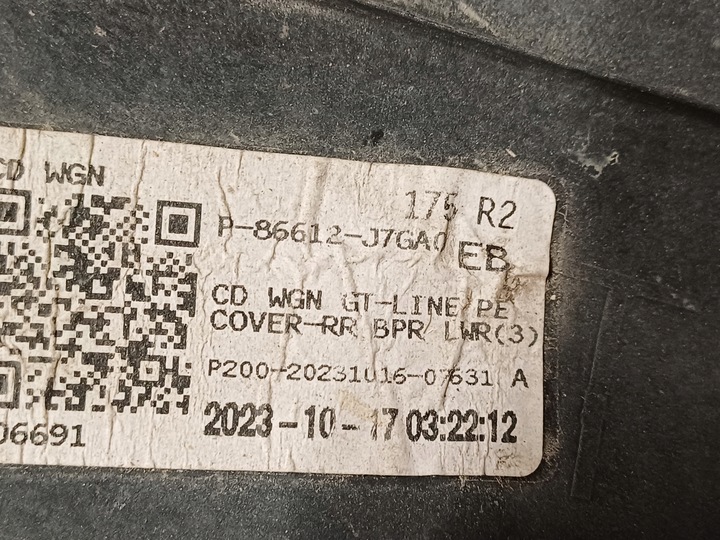 CD WGN
175 R2
P-86612-J7GA0
EB
CD WGN GT-LINE PE
COVER-RR BPR LWR(3)
P200-20231016-07631 A
2023-10-17 03:22:12
06691